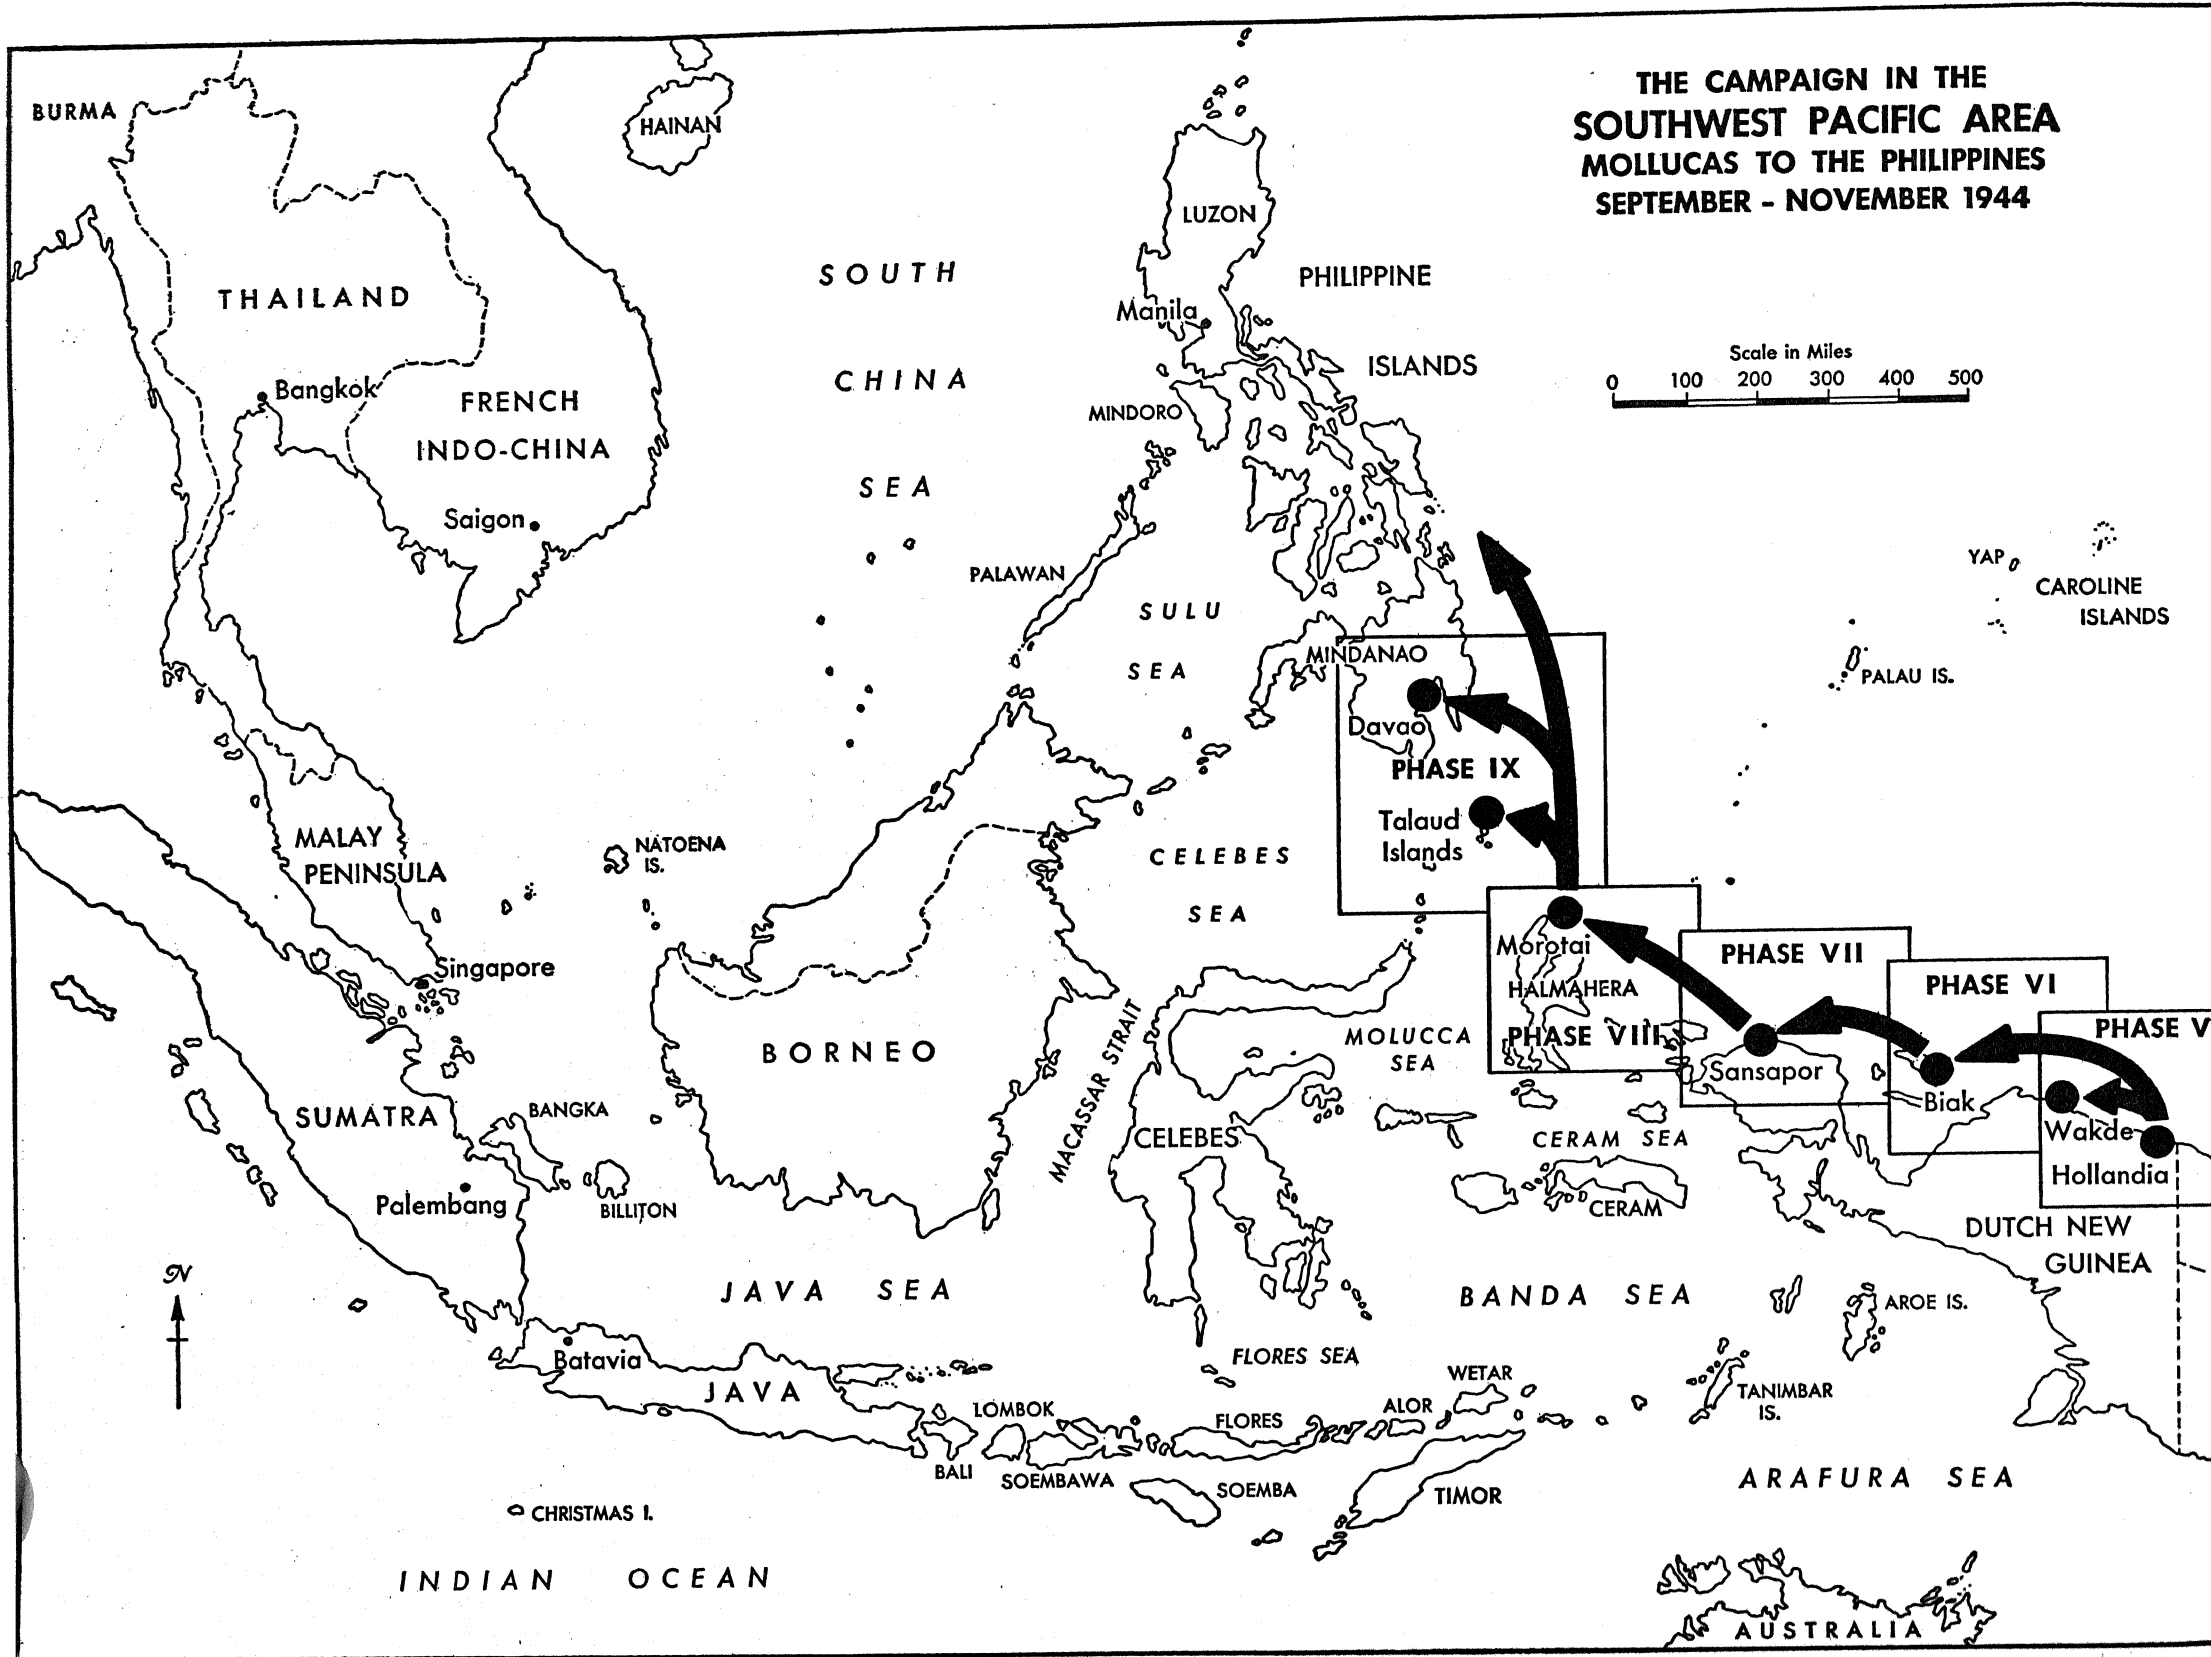 THE CAMPAIGN IN THE
SOUTHWEST PACIFIC AREA
MOLLUCAS TO THE PHILIPPINES
SEPTEMBER - NOVEMBER 1944
Scale in Miles
0 100 200 300 400 500
BURMA
HAINAN
LUZON
THAILAND
SOUTH
CHINA
SEA
PHILIPPINE
ISLANDS
Manila
Bangkok
FRENCH
INDO-CHINA
MINDORO
Saigon
PALAWAN
YAP
CAROLINE
ISLANDS
SULU
SEA
MINDANAO
PALAU IS.
Davao
PHASE IX
Talaud
Islands
MALAY
PENINSULA
NATOENA
IS.
CELEBES
SEA
Morotai
HALMAHERA
PHASE VIII
PHASE VII
PHASE VI
PHASE V
Singapore
BORNEO
MACASSAR STRAIT
MOLUCCA
SEA
Sansapor
Biak
Wakde
Hollandia
SUMATRA
BANGKA
CELEBES
CERAM SEA
Palembang
BILLITON
CERAM
DUTCH NEW
GUINEA
N
JAVA SEA
BANDA SEA
AROE IS.
Batavia
JAVA
FLORES SEA
WETAR
TANIMBAR
IS.
LOMBOK
FLORES
ALOR
BALI
SOEMBAWA
SOEMBA
TIMOR
ARAFURA SEA
CHRISTMAS I.
INDIAN OCEAN
AUSTRALIA